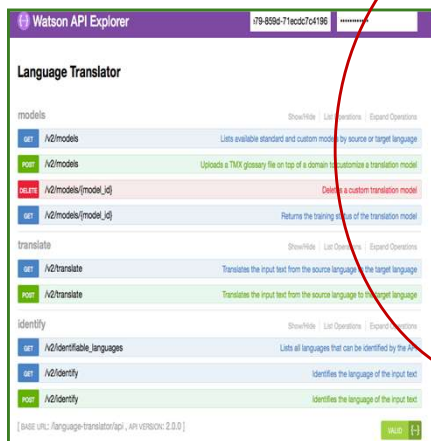 Watson API Explorer
i79-859d-71ecdc7c4196
Language Translator
models
Show/Hide | List Operations | Expand Operations
GET /v2/models Lists available standard and custom models by source or target language
POST /v2/models Uploads a TMX glossary file on top of a domain to customize a translation model
DELETE /v2/models/{model_id} Deletes a custom translation model
GET /v2/models/{model_id} Returns the training status of the translation model
translate
Show/Hide | List Operations | Expand Operations
GET /v2/translate Translates the input text from the source language to the target language
POST /v2/translate Translates the input text from the source language to the target language
identify
Show/Hide | List Operations | Expand Operations
GET /v2/identifiable_languages Lists all languages that can be identified by the API
GET /v2/identify Identifies the language of the input text
POST /v2/identify Identifies the language of the input text
[ BASE URL: /language-translator/api , API VERSION: 2.0.0 ]
VALID {-}